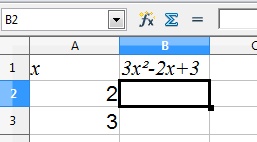 B2
fx Σ =
A B C
1 x 3x²-2x+3
2 2
3 3